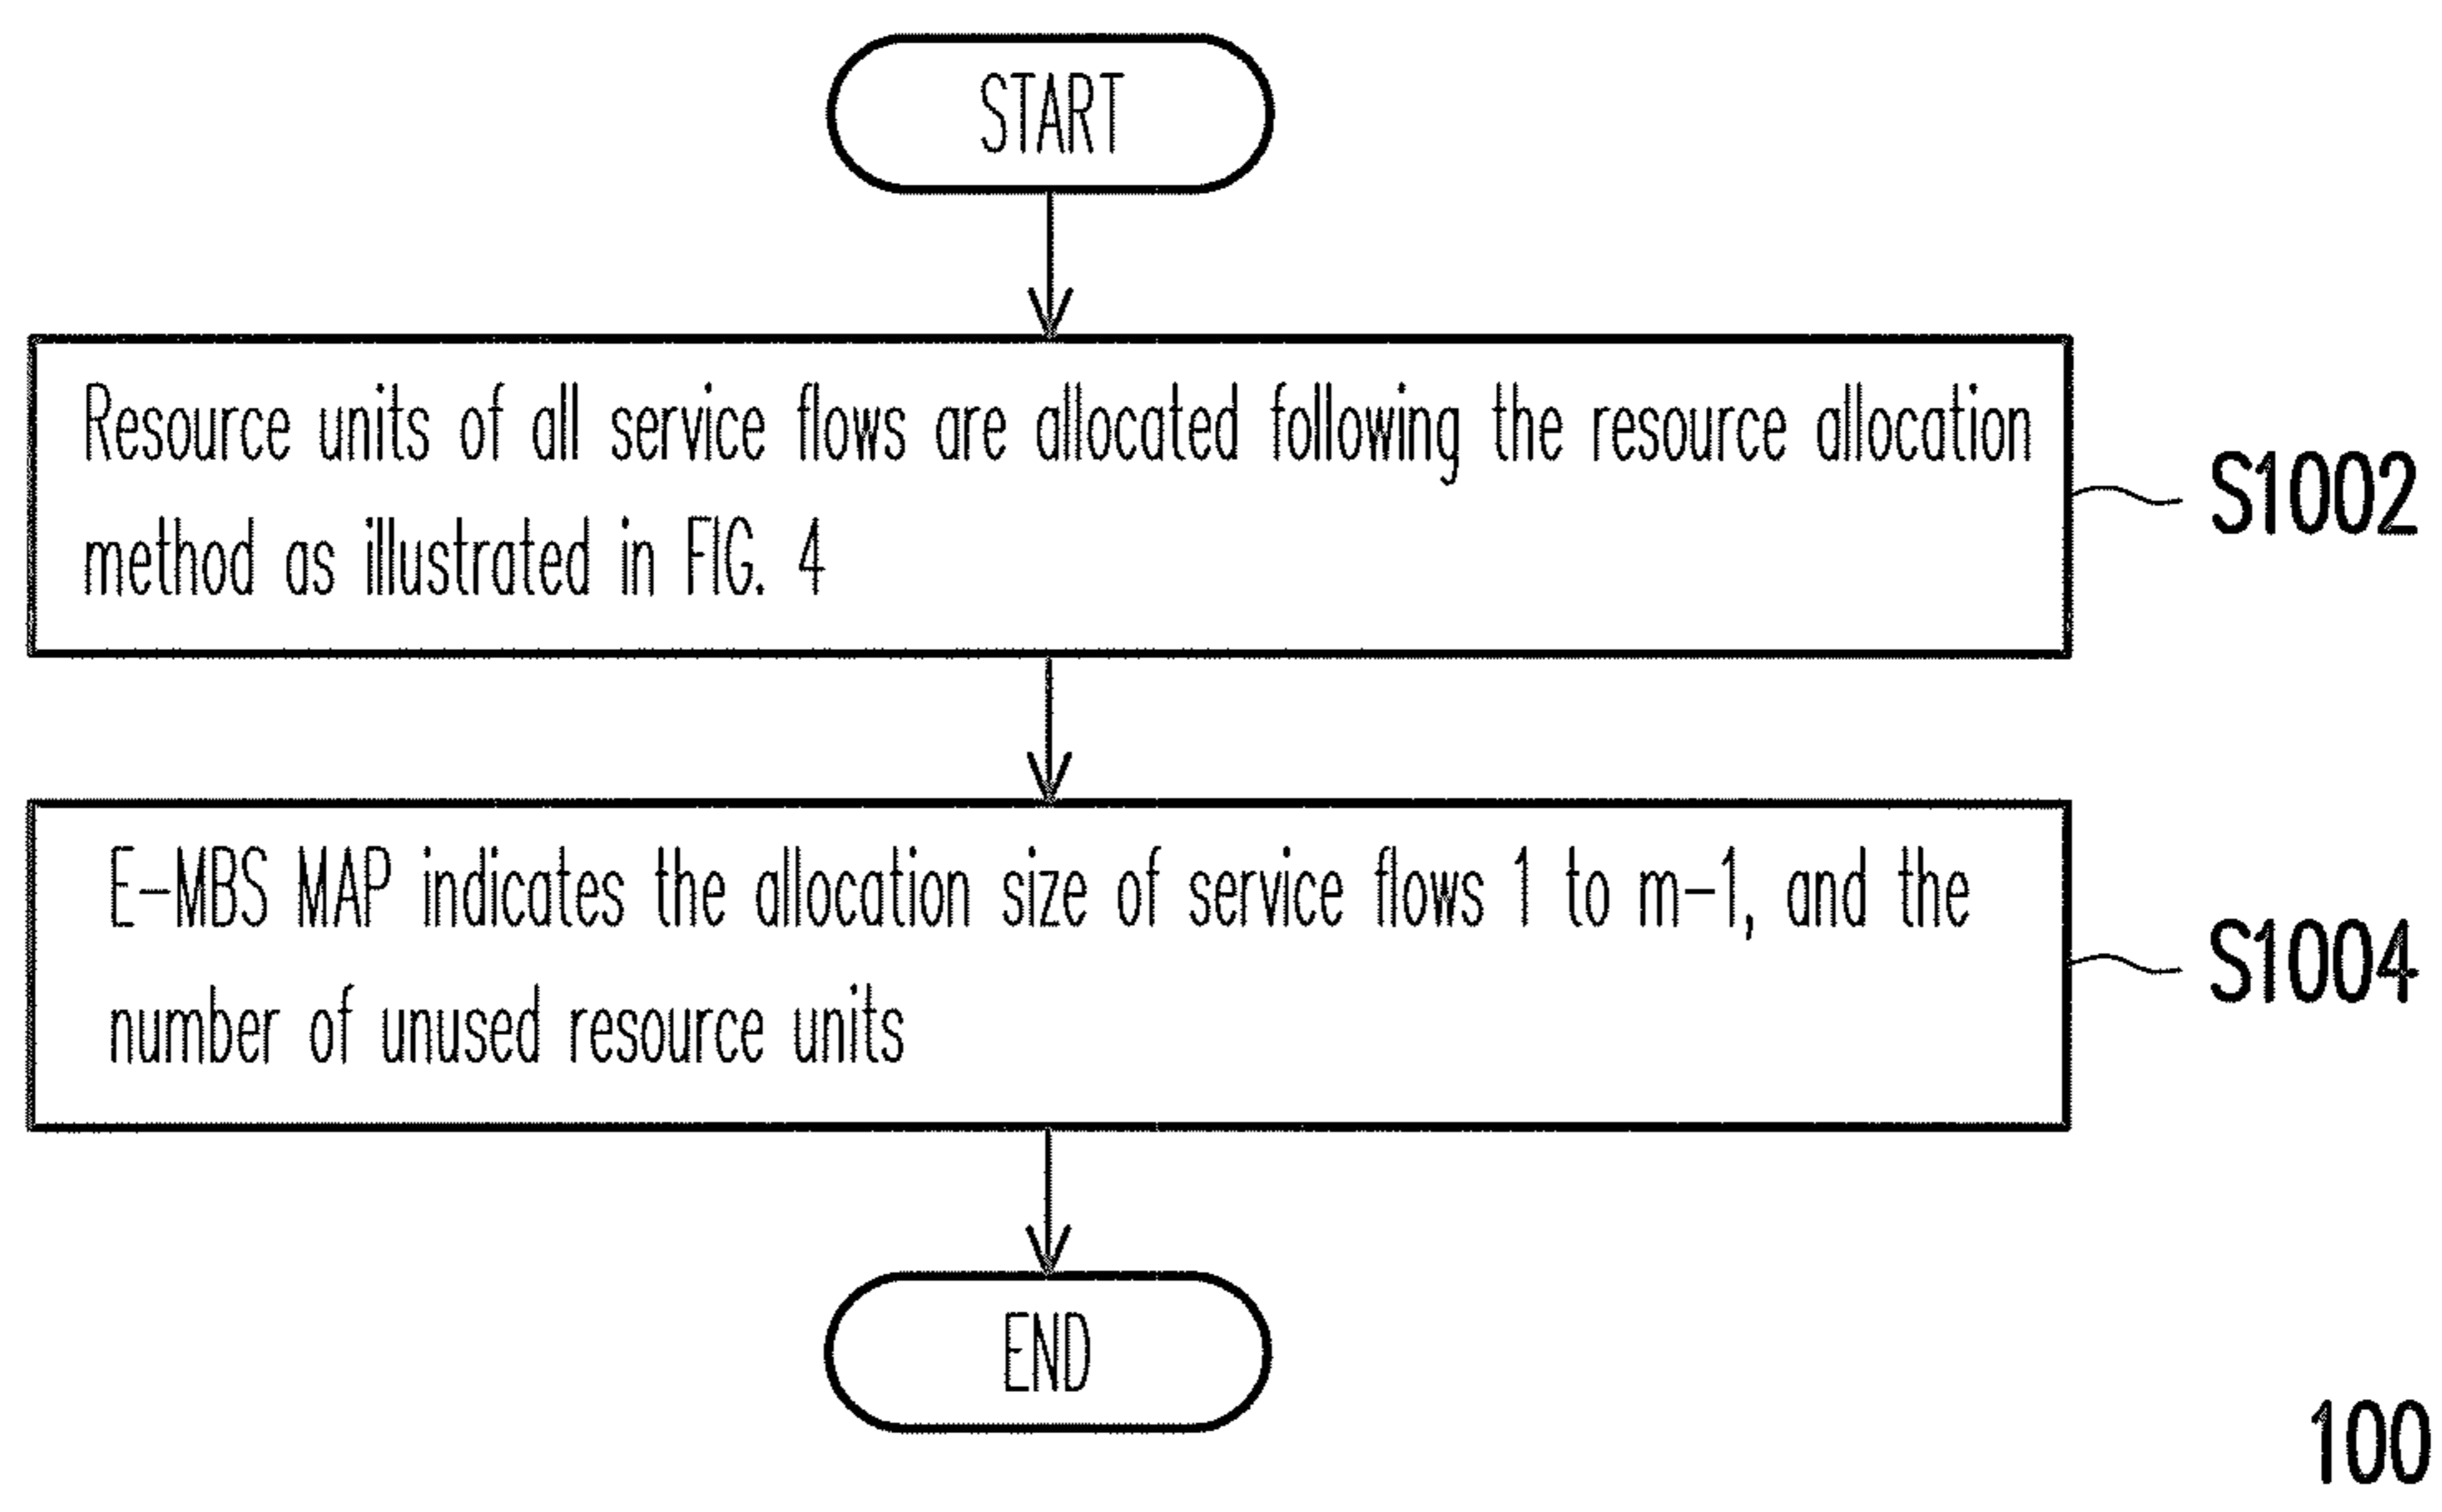 START
Resource units of all service flows are allocated following the resource allocation
method as illustrated in FIG. 4
S1002
E-MBS MAP indicates the allocation size of service flows 1 to m-1, and the
number of unused resource units
S1004
END
100